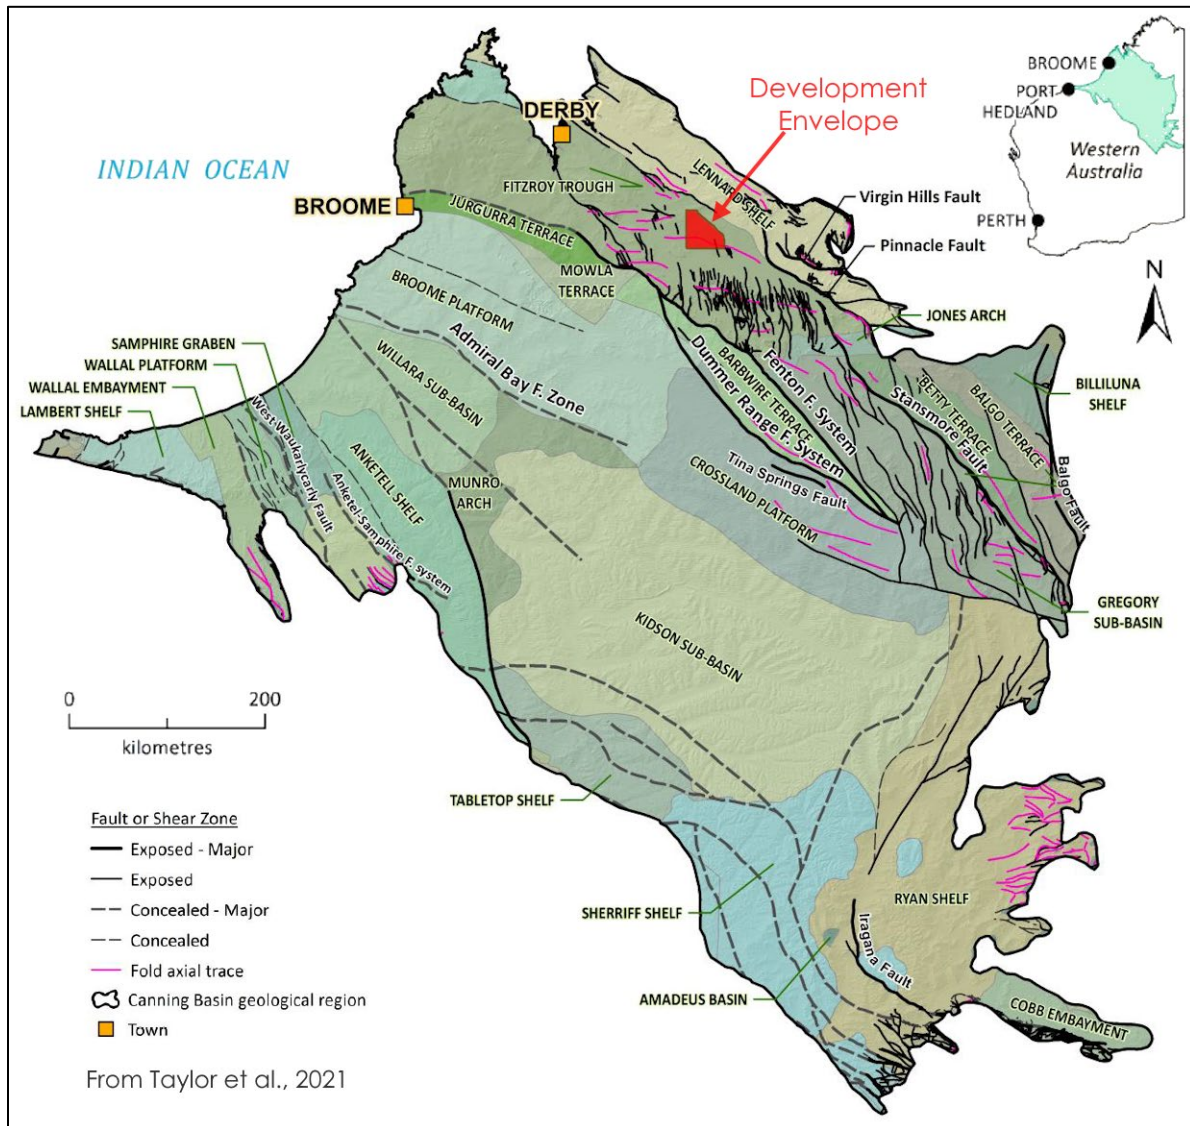 BROOME
PORT
HEDLAND
Western
Australia
PERTH
N
Development
Envelope
DERBY
INDIAN OCEAN
LENNARD SHELF
FITZROY TROUGH
Virgin Hills Fault
BROOME
JURGURRA TERRACE
Pinnacle Fault
MOWLA
TERRACE
BROOME PLATFORM
JONES ARCH
SAMPHIRE GRABEN
WALLAL PLATFORM
WALLAL EMBAYMENT
LAMBERT SHELF
WILLARA SUB-BASIN
Admiral Bay F. Zone
Dummer Range F. System
BARBWIRE TERRACE
Fenton F. System
Stansmore Fault
BETTY TERRACE
BALGO TERRACE
BILLILUNA
SHELF
Balgo Fault
West Waukarlycarly Fault
Anketel-Samphire F. system
ANKETELL SHELF
MUNRO
ARCH
Tina Springs Fault
CROSSLAND PLATFORM
GREGORY
SUB-BASIN
KIDSON SUB-BASIN
0 200
kilometres
TABLETOP SHELF
SHERRIFF SHELF
RYAN SHELF
Iragana Fault
AMADEUS BASIN
COBB EMBAYMENT
Fault or Shear Zone
Exposed - Major
Exposed
Concealed - Major
Concealed
Fold axial trace
Canning Basin geological region
Town
From Taylor et al., 2021